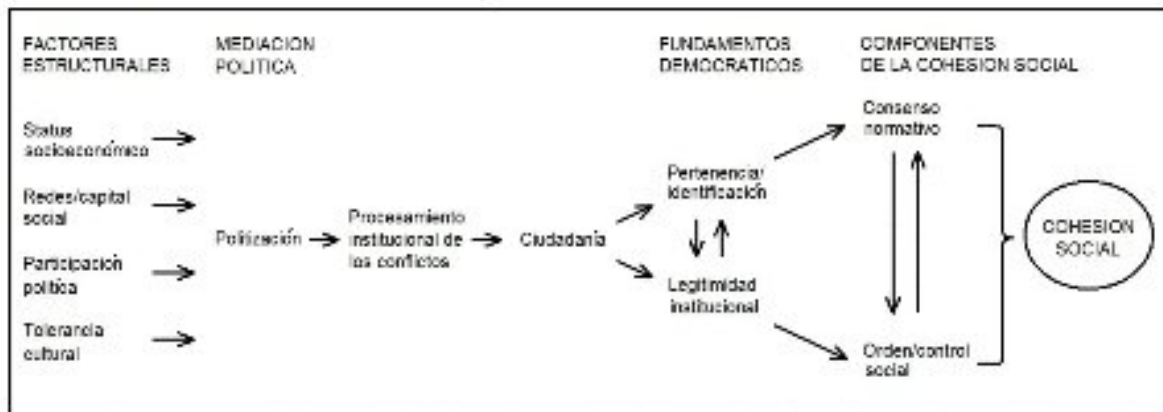 FACTORES
ESTRUCTURALES
MEDIACION
POLITICA
FUNDAMENTOS
DEMOCRATICOS
COMPONENTES
DE LA COHESION SOCIAL
Status
socioeconómico
Redes/capital
social
Participación
política
Tolerancia
cultural
Politización
Procesamiento
institucional de
los conflictos
Ciudadanía
Pertenencia/
identificación
Legitimidad
institucional
Consenso
normativo
Orden/control
social
COHESION
SOCIAL